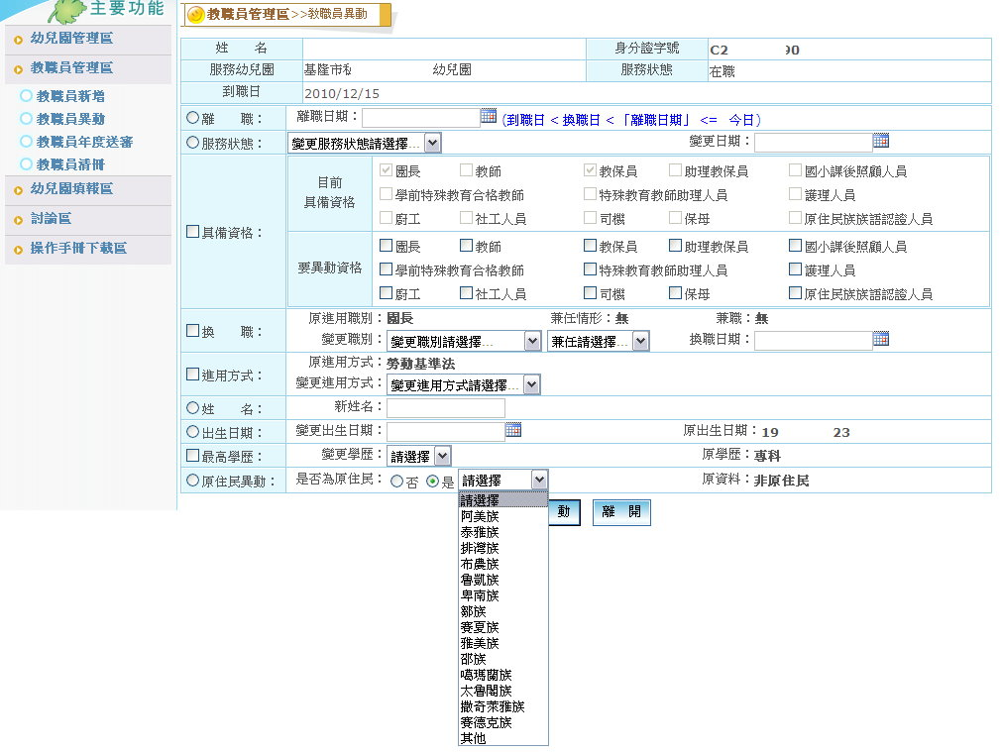 主要功能
幼兒園管理區
教職員管理區
教職員新增
教職員異動
教職員年度送審
教職員清冊
幼兒園填報區
討論區
操作手冊下載區
教職員管理區>>教職員異動
姓 名 身分證字號 C2 90
服務幼兒園 基隆市私 幼兒園 服務狀態 在職
到職日 2010/12/15
離 職： 離職日期： (到職日 < 換職日 < 「離職日期」 <= 今日)
服務狀態： 變更服務狀態請選擇... 變更日期：
具備資格：
目前
具備資格
園長 教師 教保員 助理教保員 國小課後照顧人員
學前特殊教育合格教師 特殊教育教師助理人員 護理人員
廚工 社工人員 司機 保母 原住民族族語認證人員
要異動資格
園長 教師 教保員 助理教保員 國小課後照顧人員
學前特殊教育合格教師 特殊教育教師助理人員 護理人員
廚工 社工人員 司機 保母 原住民族族語認證人員
換 職： 原進用職別：園長 兼任情形：無 兼職：無
變更職別：變更職別請選擇... 兼任請選擇... 換職日期：
進用方式： 原進用方式：勞動基準法
變更進用方式：變更進用方式請選擇...
姓 名： 新姓名：
出生日期： 變更出生日期： 原出生日期：19 23
最高學歷： 變更學歷：請選擇 原學歷：專科
原住民異動： 是否為原住民：否 是 請選擇 原資料：非原住民
請選擇
阿美族
泰雅族
排灣族
布農族
魯凱族
卑南族
鄒族
賽夏族
雅美族
邵族
噶瑪蘭族
太魯閣族
撒奇萊雅族
賽德克族
其他
動 離 開